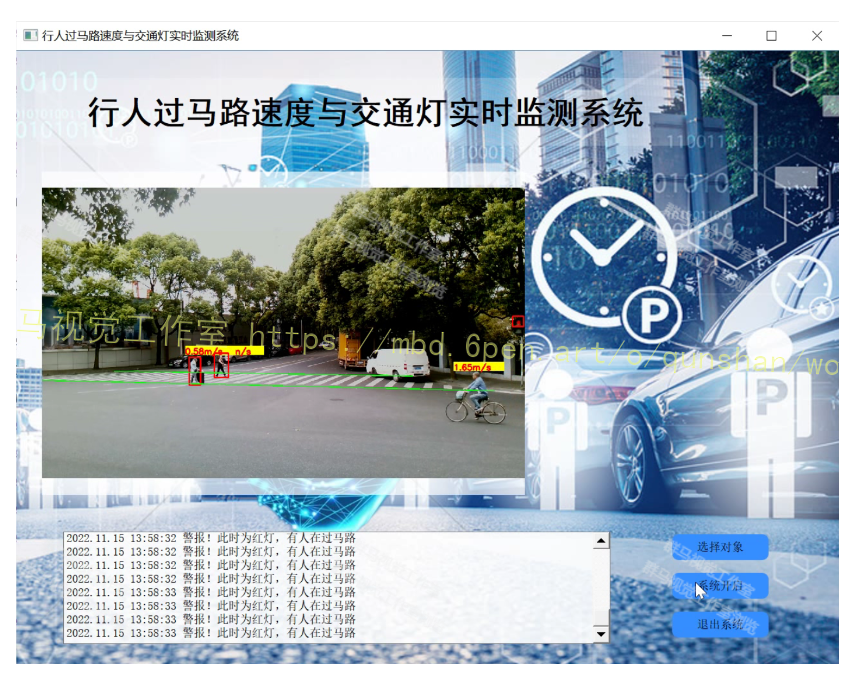 行人过马路速度与交通灯实时监测系统
01010
行人过马路速度与交通灯实时监测系统
01010
0.58m/s n/s
马视觉工作室 https://mbd.6pen.art/o/qunshan/wo
1.65m/s
P
P
P
2022.11.15 13:58:32 警报！此时为红灯，有人在过马路
2022.11.15 13:58:32 警报！此时为红灯，有人在过马路
2022.11.15 13:58:32 警报！此时为红灯，有人在过马路
2022.11.15 13:58:32 警报！此时为红灯，有人在过马路
2022.11.15 13:58:33 警报！此时为红灯，有人在过马路
2022.11.15 13:58:33 警报！此时为红灯，有人在过马路
2022.11.15 13:58:33 警报！此时为红灯，有人在过马路
2022.11.15 13:58:33 警报！此时为红灯，有人在过马路
选择对象
系统开启
退出系统